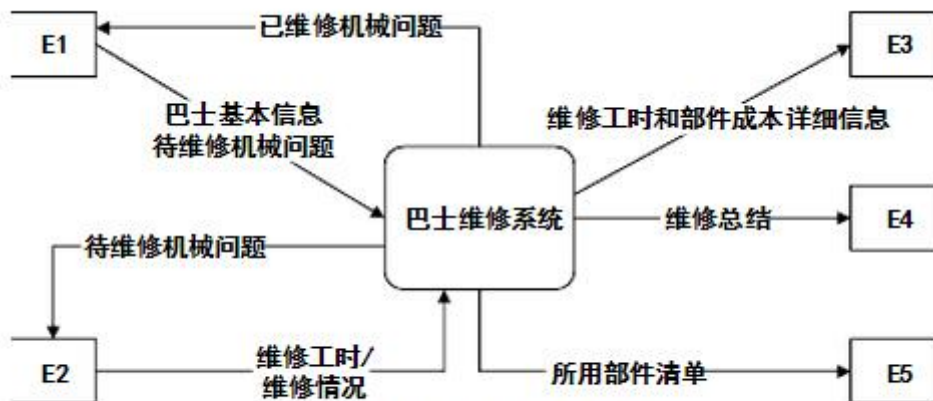 已维修机械问题
E1
E3
巴士基本信息
待维修机械问题
维修工时和部件成本详细信息
巴士维修系统
维修总结
E4
待维修机械问题
E2
维修工时/
维修情况
所用部件清单
E5